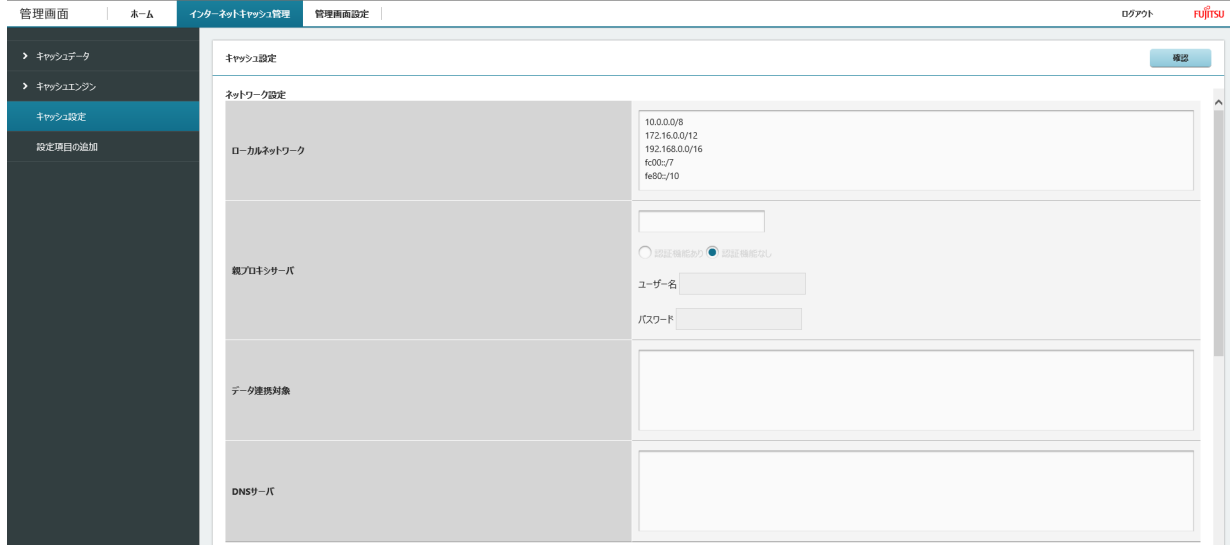 管理画面 ホーム インターネットキャッシュ管理 管理画面設定 ログアウト FUJITSU
キャッシュデータ
キャッシュエンジン
キャッシュ設定
設定項目の追加
キャッシュ設定 確認
ネットワーク設定
ローカルネットワーク
10.0.0.0/8
172.16.0.0/12
192.168.0.0/16
fc00::/7
fe80::/10
親プロキシサーバ
認証機能あり 認証機能なし
ユーザー名
パスワード
データ連携対象
DNSサーバ